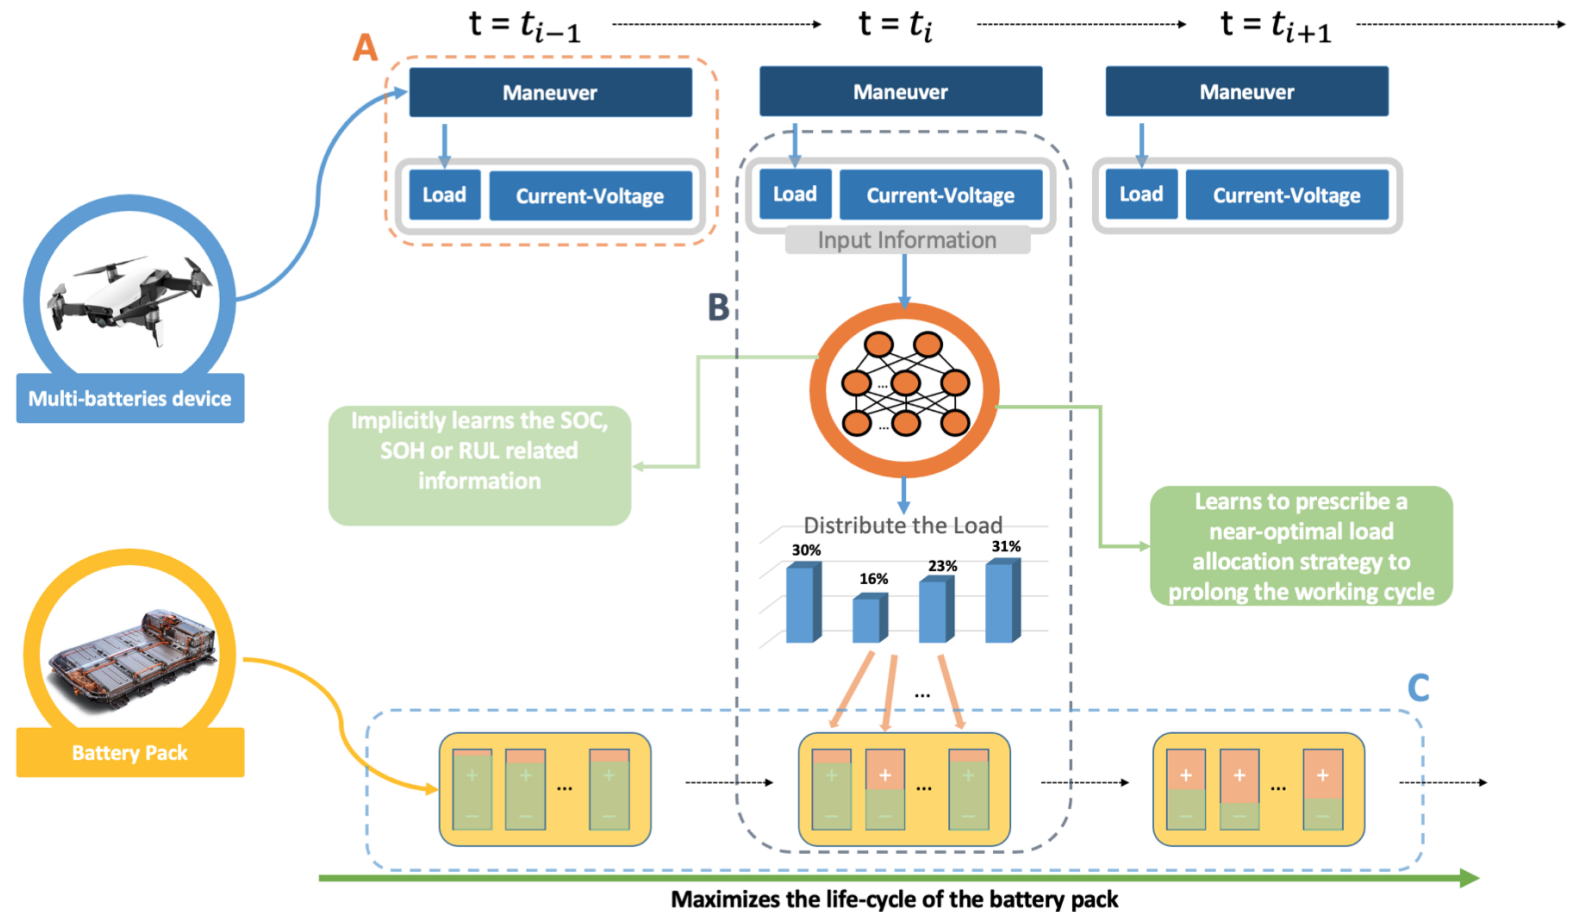 t = t_{i-1}
t = t_i
t = t_{i+1}
A
Maneuver
Maneuver
Maneuver
Load
Current-Voltage
Load
Current-Voltage
Load
Current-Voltage
Input Information
B
Multi-batteries device
Implicitly learns the SOC,
SOH or RUL related
information
...
...
Learns to prescribe a
near-optimal load
allocation strategy to
prolong the working cycle
Distribute the Load
30%
16%
23%
31%
...
C
Battery Pack
+
+
...
+
−
−
−
+
+
...
+
−
−
−
+
+
...
+
−
−
−
Maximizes the life-cycle of the battery pack